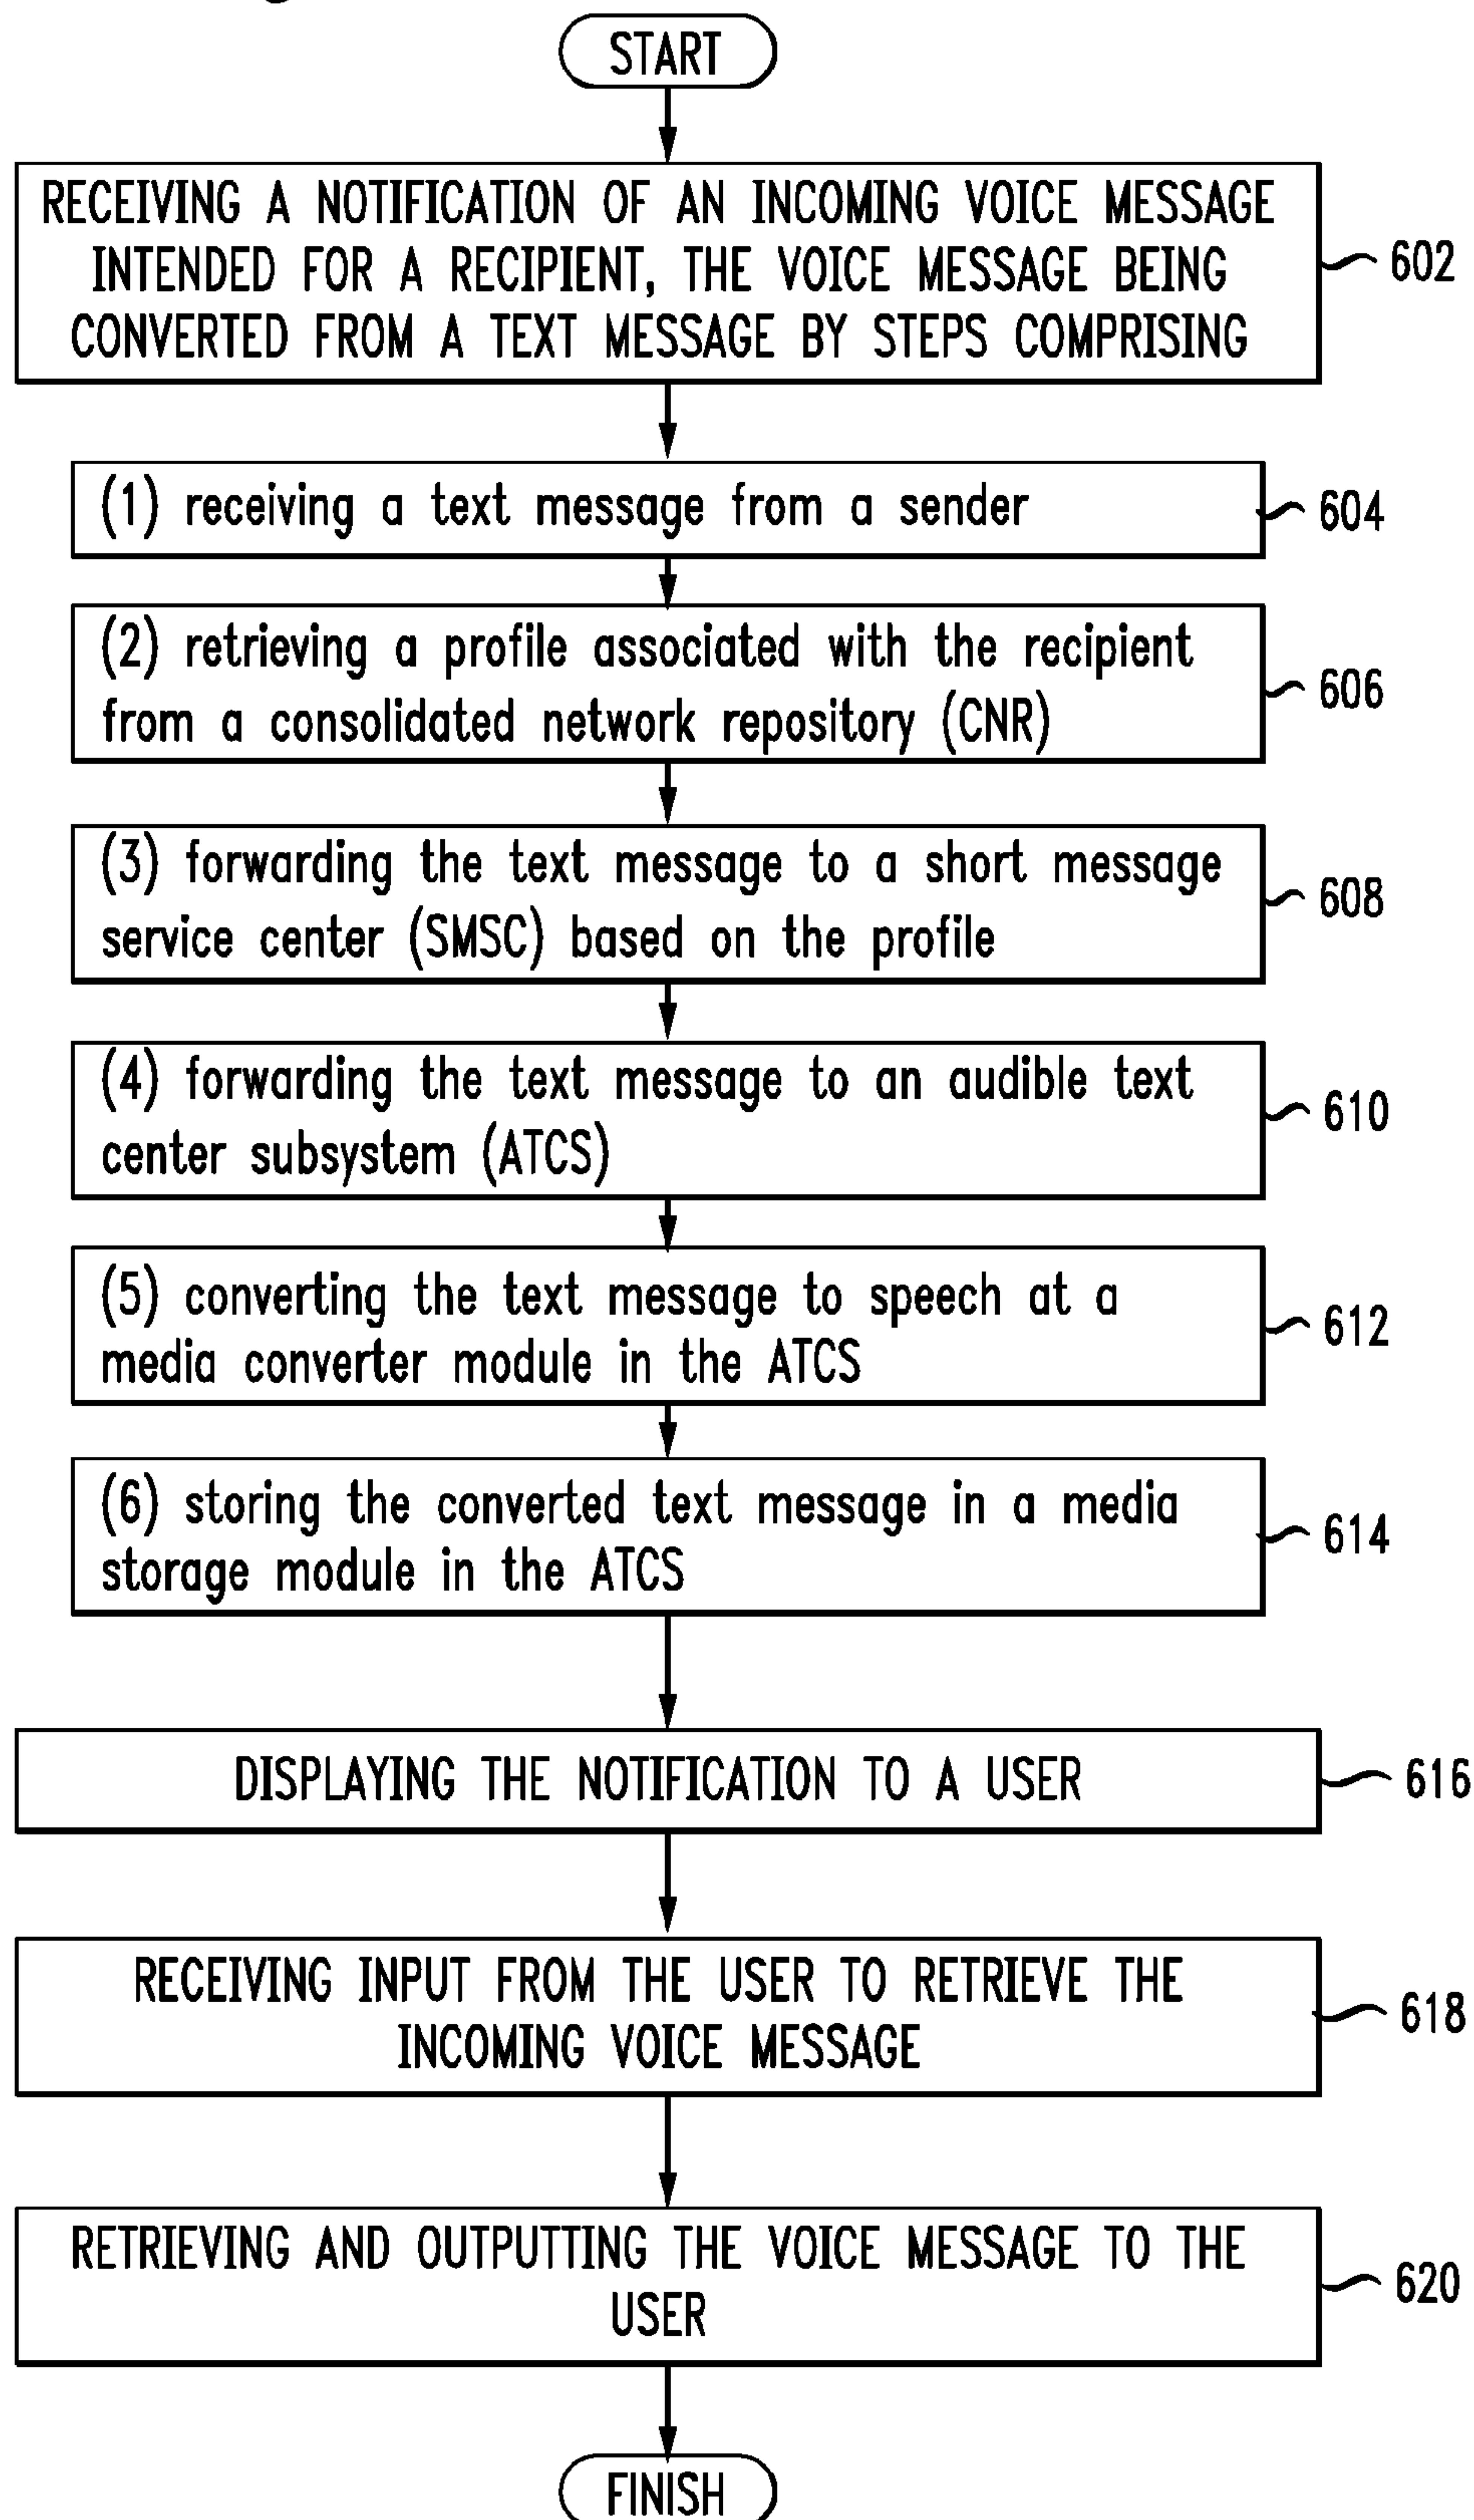 START
RECEIVING A NOTIFICATION OF AN INCOMING VOICE MESSAGE
INTENDED FOR A RECIPIENT, THE VOICE MESSAGE BEING
CONVERTED FROM A TEXT MESSAGE BY STEPS COMPRISING
602
(1) receiving a text message from a sender
604
(2) retrieving a profile associated with the recipient
from a consolidated network repository (CNR)
606
(3) forwarding the text message to a short message
service center (SMSC) based on the profile
608
(4) forwarding the text message to an audible text
center subsystem (ATCS)
610
(5) converting the text message to speech at a
media converter module in the ATCS
612
(6) storing the converted text message in a media
storage module in the ATCS
614
DISPLAYING THE NOTIFICATION TO A USER
616
RECEIVING INPUT FROM THE USER TO RETRIEVE THE
INCOMING VOICE MESSAGE
618
RETRIEVING AND OUTPUTTING THE VOICE MESSAGE TO THE
USER
620
FINISH